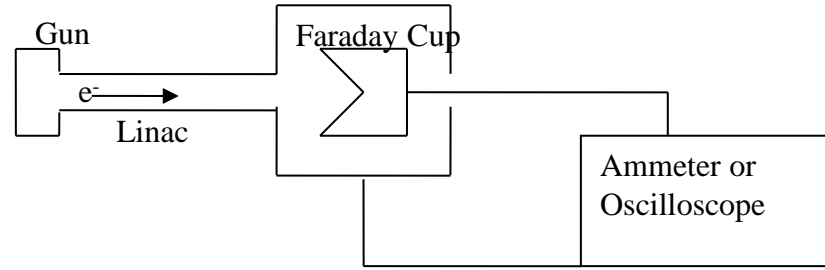 Gun
Faraday Cup
e-
Linac
Ammeter or
Oscilloscope